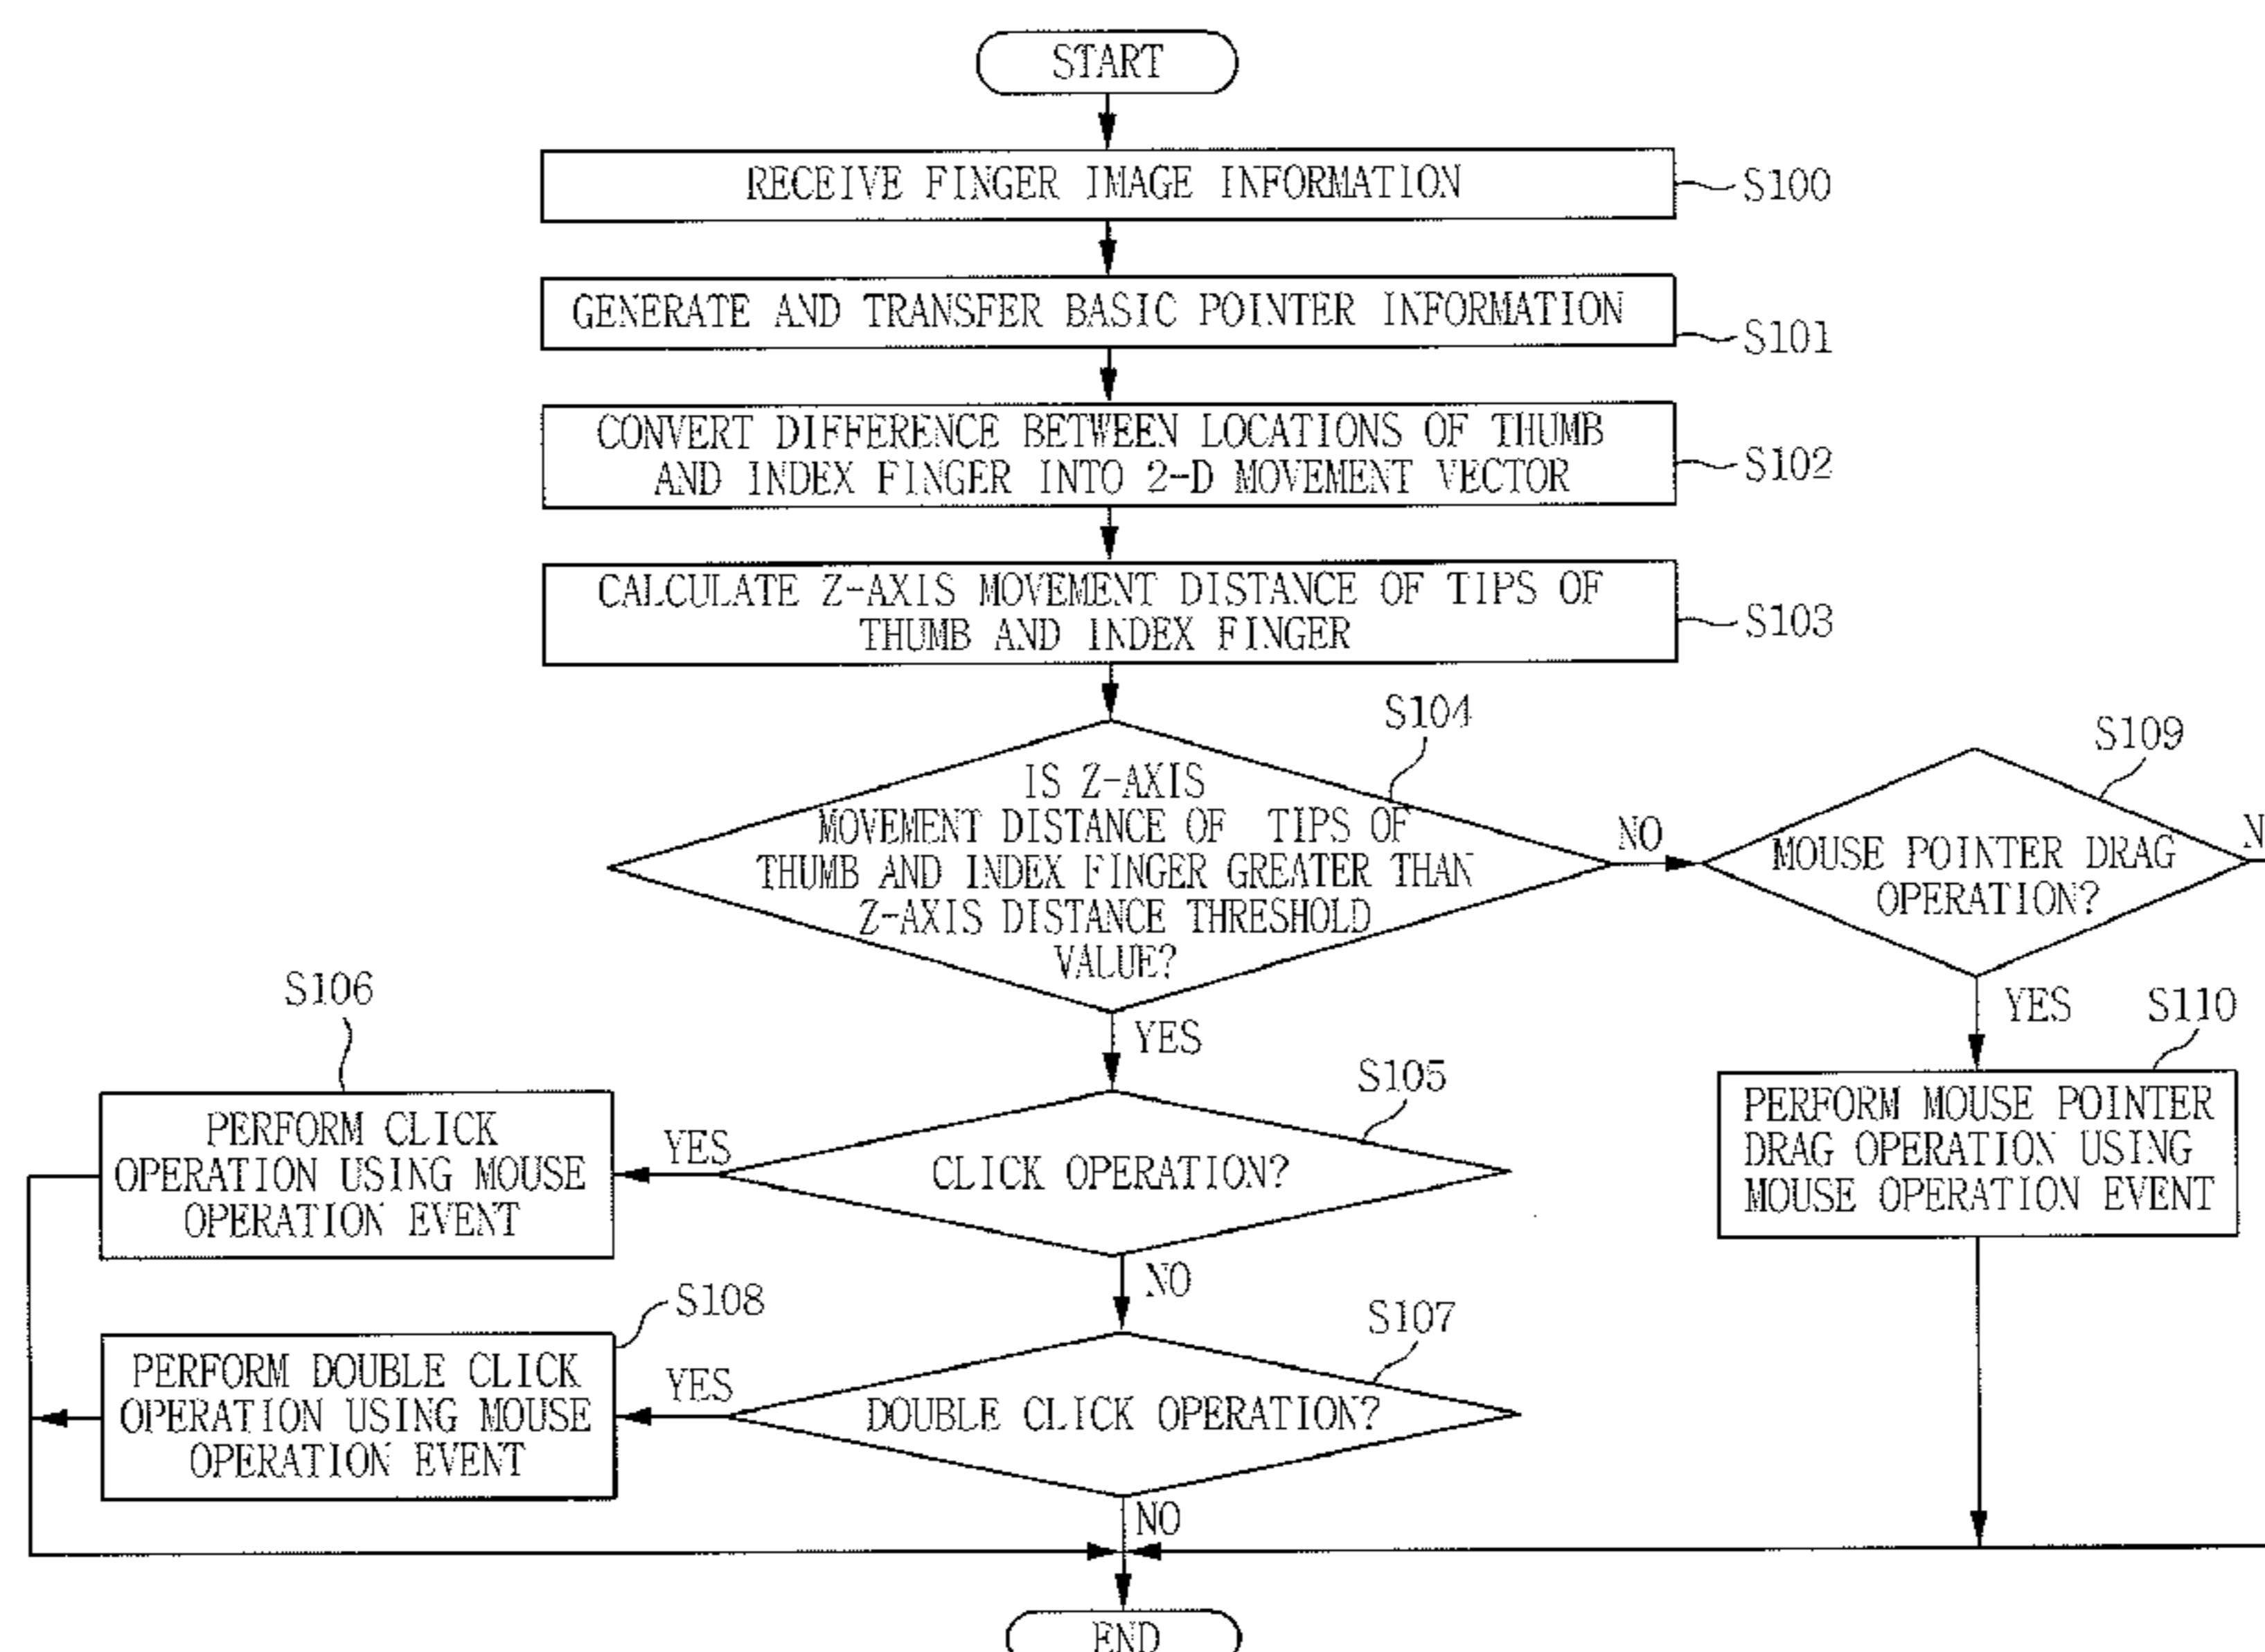 START
RECEIVE FINGER IMAGE INFORMATION
S100
GENERATE AND TRANSFER BASIC POINTER INFORMATION
S101
CONVERT DIFFERENCE BETWEEN LOCATIONS OF THUMB
AND INDEX FINGER INTO 2-D MOVEMENT VECTOR
S102
CALCULATE Z-AXIS MOVEMENT DISTANCE OF TIPS OF
THUMB AND INDEX FINGER
S103
S104
IS Z-AXIS
MOVEMENT DISTANCE OF TIPS OF
THUMB AND INDEX FINGER GREATER THAN
Z-AXIS DISTANCE THRESHOLD
VALUE?
NO
YES
S109
MOUSE POINTER DRAG
OPERATION?
YES
S110
PERFORM MOUSE POINTER
DRAG OPERATION USING
MOUSE OPERATION EVENT
S105
CLICK OPERATION?
YES
NO
S106
PERFORM CLICK
OPERATION USING MOUSE
OPERATION EVENT
S107
DOUBLE CLICK OPERATION?
YES
NO
S108
PERFORM DOUBLE CLICK
OPERATION USING MOUSE
OPERATION EVENT
END